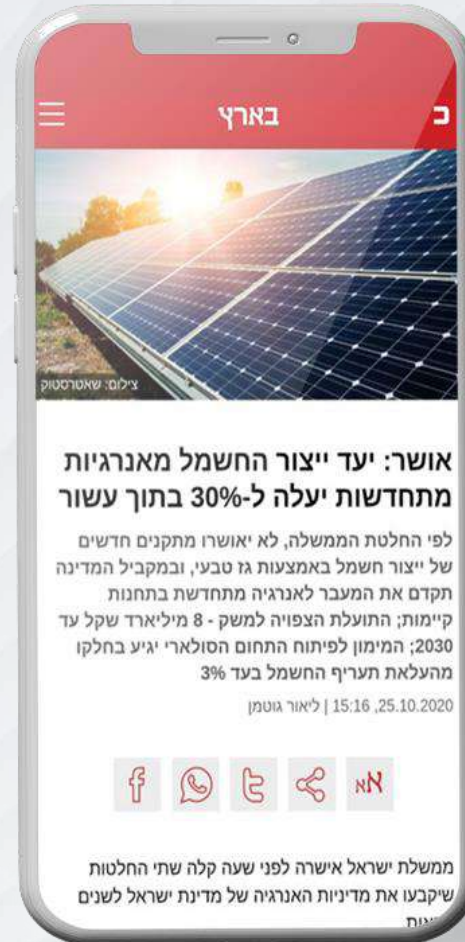 כ
בארץ
צילום: שאטרסטוק
אושר: יעד ייצור החשמל מאנרגיות
מתחדשות יעלה ל-30% בתוך עשור
לפי החלטת הממשלה, לא יאושרו מתקנים חדשים
של ייצור חשמל באמצעות גז טבעי, ובמקביל המדינה
תקדם את המעבר לאנרגיה מתחדשת בתחנות
קיימות; התועלת הצפויה למשק - 8 מיליארד שקל עד
2030; המימון לפיתוח התחום הסולארי יגיע בחלקו
מהעלאת תעריף החשמל בעד 3%
ליאור גוטמן | 15:16 ,25.10.2020
אא
ממשלת ישראל אישרה לפני שעה קלה שתי החלטות
שיקבעו את מדיניות האנרגיה של מדינת ישראל לשנים